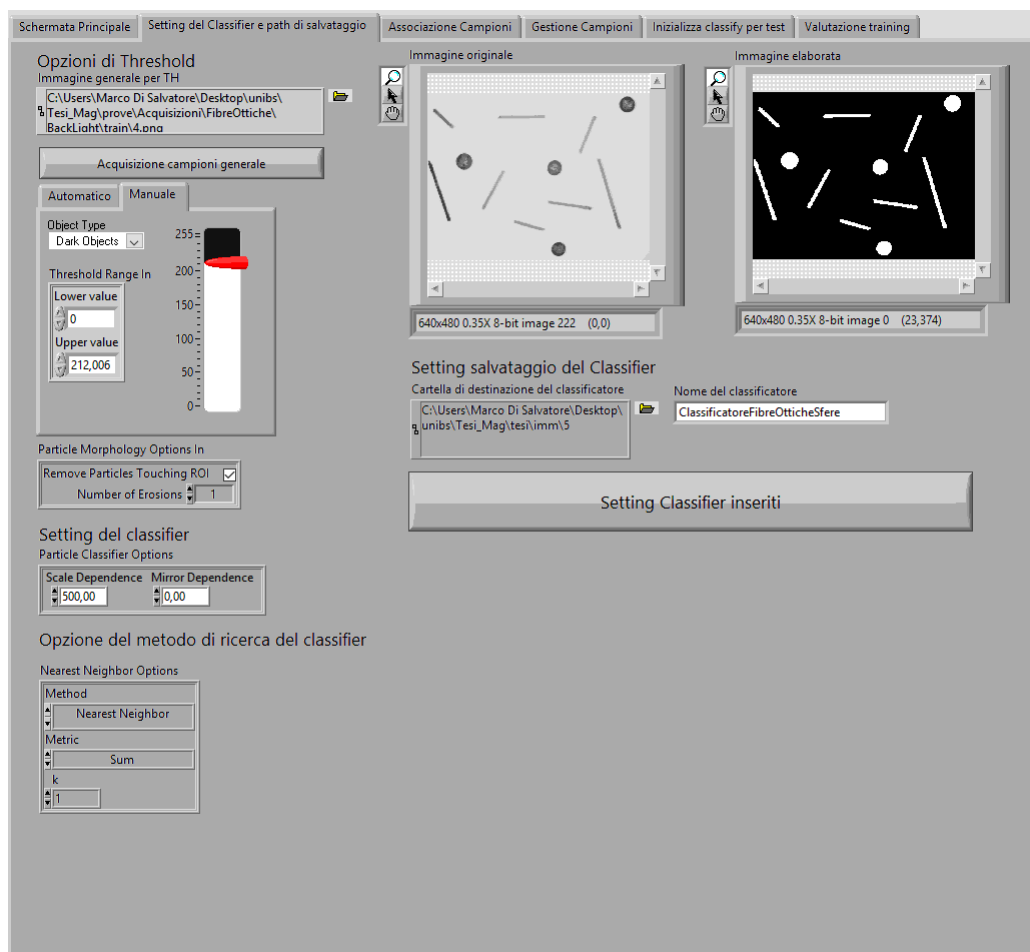 Schermata Principale
Setting del Classifier e path di salvataggio
Associazione Campioni
Gestione Campioni
Inizializza classify per test
Valutazione training
Opzioni di Threshold
Immagine generale per TH
C:\Users\Marco Di Salvatore\Desktop\unibs\
Tesi_Mag\prove\Acquisizioni\FibreOttiche\
BackLight\train\4.png
Acquisizione campioni generale
Automatico
Manuale
Object Type
Dark Objects
Threshold Range In
Lower value
0
Upper value
212,006
255
200
150
100
50
0
Particle Morphology Options In
Remove Particles Touching ROI
Number of Erosions 1
Setting del classifier
Particle Classifier Options
Scale Dependence Mirror Dependence
500,00 0,00
Opzione del metodo di ricerca del classifier
Nearest Neighbor Options
Method
Nearest Neighbor
Metric
Sum
k
1
Immagine originale
640x480 0.35X 8-bit image 222 (0,0)
Immagine elaborata
640x480 0.35X 8-bit image 0 (23,374)
Setting salvataggio del Classifier
Cartella di destinazione del classificatore
C:\Users\Marco Di Salvatore\Desktop\
unibs\Tesi_Mag\tesi\imm\5
Nome del classificatore
ClassificatoreFibreOtticheSfere
Setting Classifier inseriti